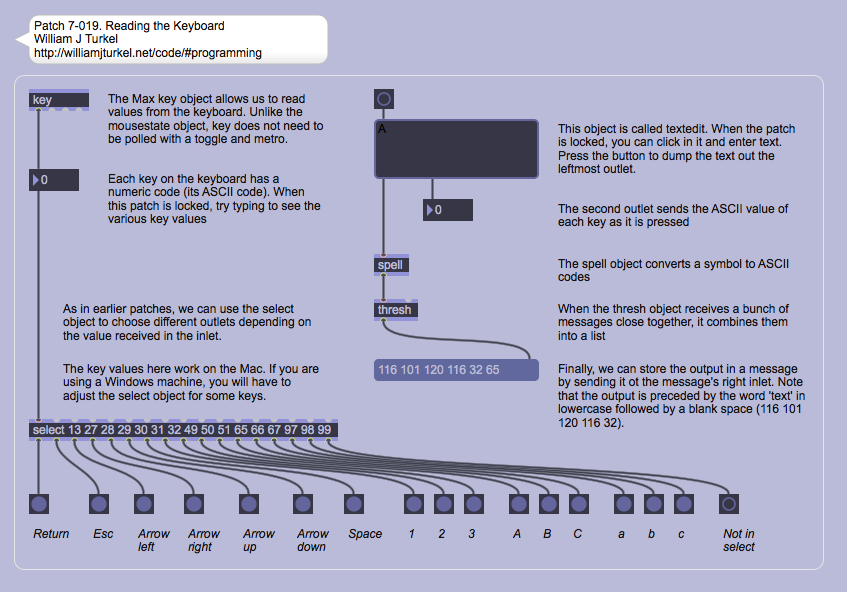 Patch 7-019. Reading the Keyboard
William J Turkel
http://williamjturkel.net/code/#programming
key
The Max key object allows us to read
values from the keyboard. Unlike the
mousestate object, key does not need to
be polled with a toggle and metro.
0
Each key on the keyboard has a
numeric code (its ASCII code). When
this patch is locked, try typing to see the
various key values
As in earlier patches, we can use the select
object to choose different outlets depending on
the value received in the inlet.
The key values here work on the Mac. If you are
using a Windows machine, you will have to
adjust the select object for some keys.
A
This object is called textedit. When the patch
is locked, you can click in it and enter text.
Press the button to dump the text out the
leftmost outlet.
0
The second outlet sends the ASCII value of
each key as it is pressed
spell
The spell object converts a symbol to ASCII
codes
thresh
When the thresh object receives a bunch of
messages close together, it combines them
into a list
116 101 120 116 32 65
Finally, we can store the output in a message
by sending it ot the message's right inlet. Note
that the output is preceded by the word 'text' in
lowercase followed by a blank space (116 101
120 116 32).
select 13 27 28 29 30 31 32 49 50 51 65 66 67 97 98 99
Return
Esc
Arrow
left
Arrow
right
Arrow
up
Arrow
down
Space
1
2
3
A
B
C
a
b
c
Not in
select